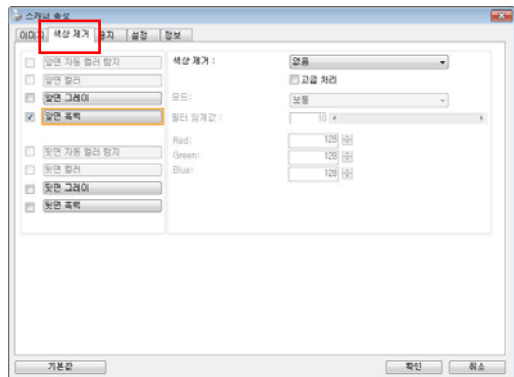 스캐너 속성
색상 제거 용지 설정 정보
앞면 자동 컬러 탐지
앞면 컬러
앞면 그레이
앞면 흑백
뒷면 자동 컬러 탐지
뒷면 컬러
뒷면 그레이
뒷면 흑백
색상 제거 : 없음
고급 처리
모드: 보통
필터 임계값 : 10
Red: 128
Green: 128
Blue: 128
기본값 확인 취소